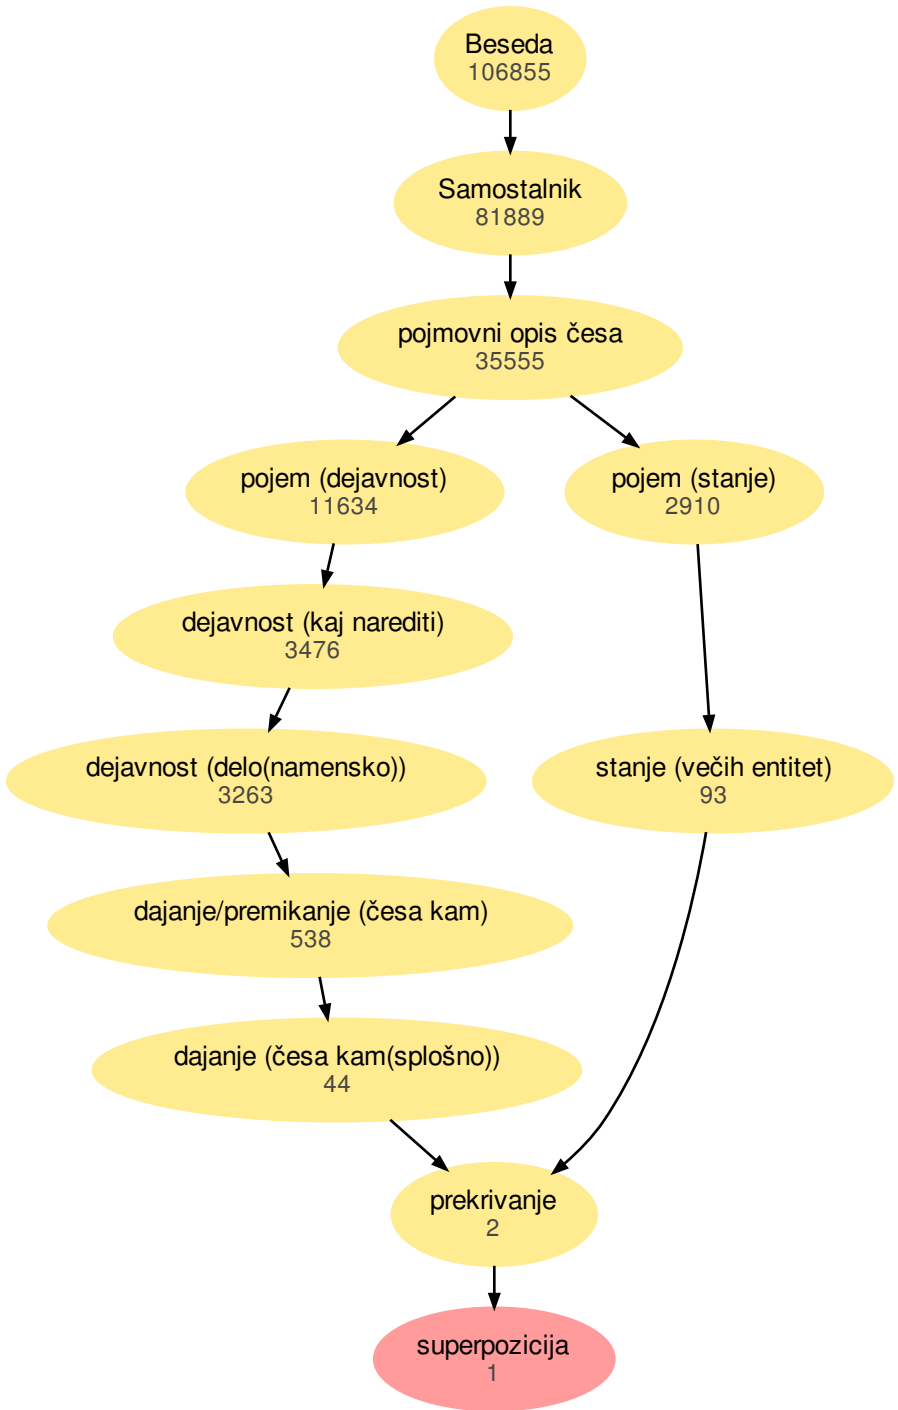 Beseda
106855
Samostalnik
81889
pojmovni opis česa
35555
pojem (dejavnost)
11634
pojem (stanje)
2910
dejavnost (kaj narediti)
3476
dejavnost (delo(namensko))
3263
stanje (večih entitet)
93
dajanje/premikanje (česa kam)
538
dajanje (česa kam(splošno))
44
prekrivanje
2
superpozicija
1